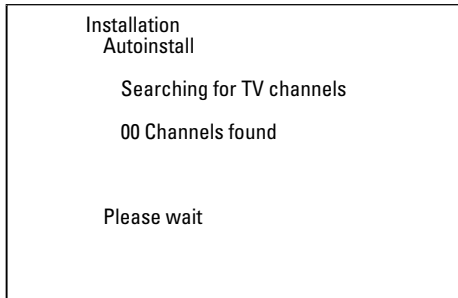 Installation
Autoinstall
Searching for TV channels
00 Channels found
Please wait